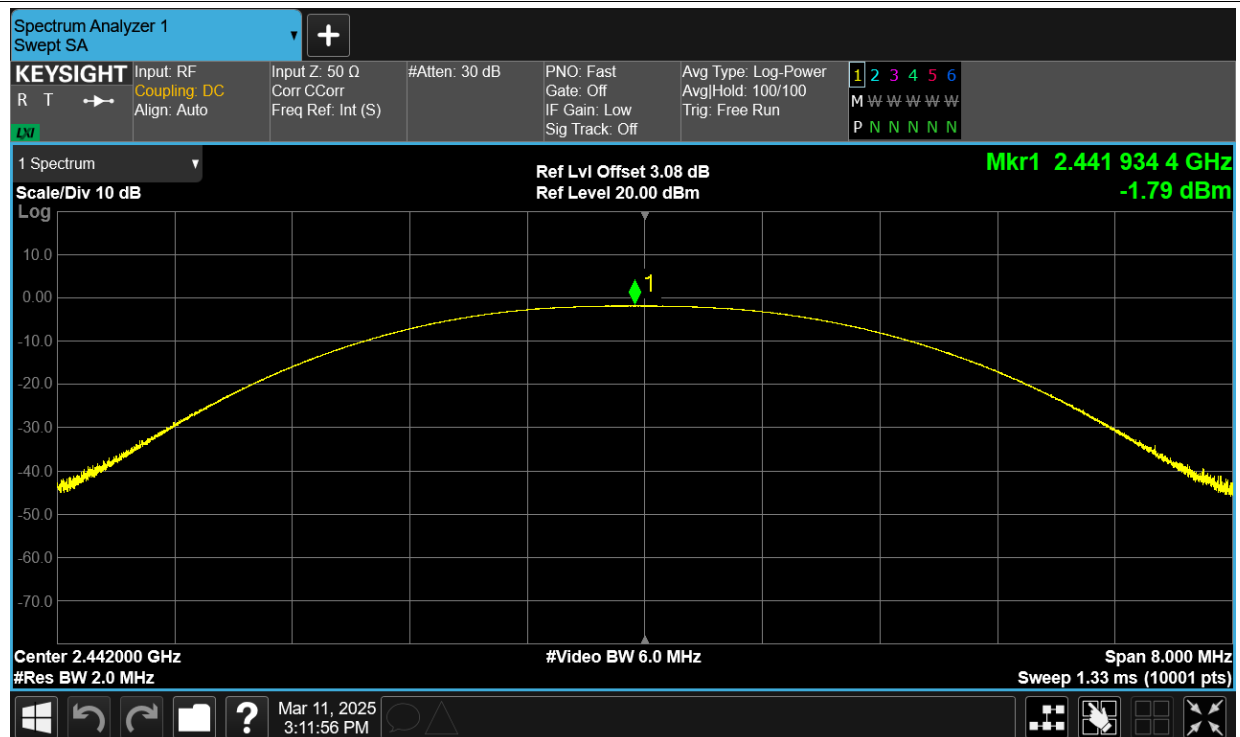 Spectrum Analyzer 1
Swept SA
KEYSIGHT
R T
LXI
Input: RF
Coupling: DC
Align: Auto
Input Z: 50 Ω
Corr CCorr
Freq Ref: Int (S)
#Atten: 30 dB
PNO: Fast
Gate: Off
IF Gain: Low
Sig Track: Off
Avg Type: Log-Power
Avg|Hold: 100/100
Trig: Free Run
1 2 3 4 5 6
M W W W W W
P N N N N N
1 Spectrum
Scale/Div 10 dB
Log
Ref Lvl Offset 3.08 dB
Ref Level 20.00 dBm
Mkr1 2.441 934 4 GHz
-1.79 dBm
10.0
0.00
-10.0
-20.0
-30.0
-40.0
-50.0
-60.0
-70.0
1
Center 2.442000 GHz
#Res BW 2.0 MHz
#Video BW 6.0 MHz
Span 8.000 MHz
Sweep 1.33 ms (10001 pts)
?
Mar 11, 2025
3:11:56 PM